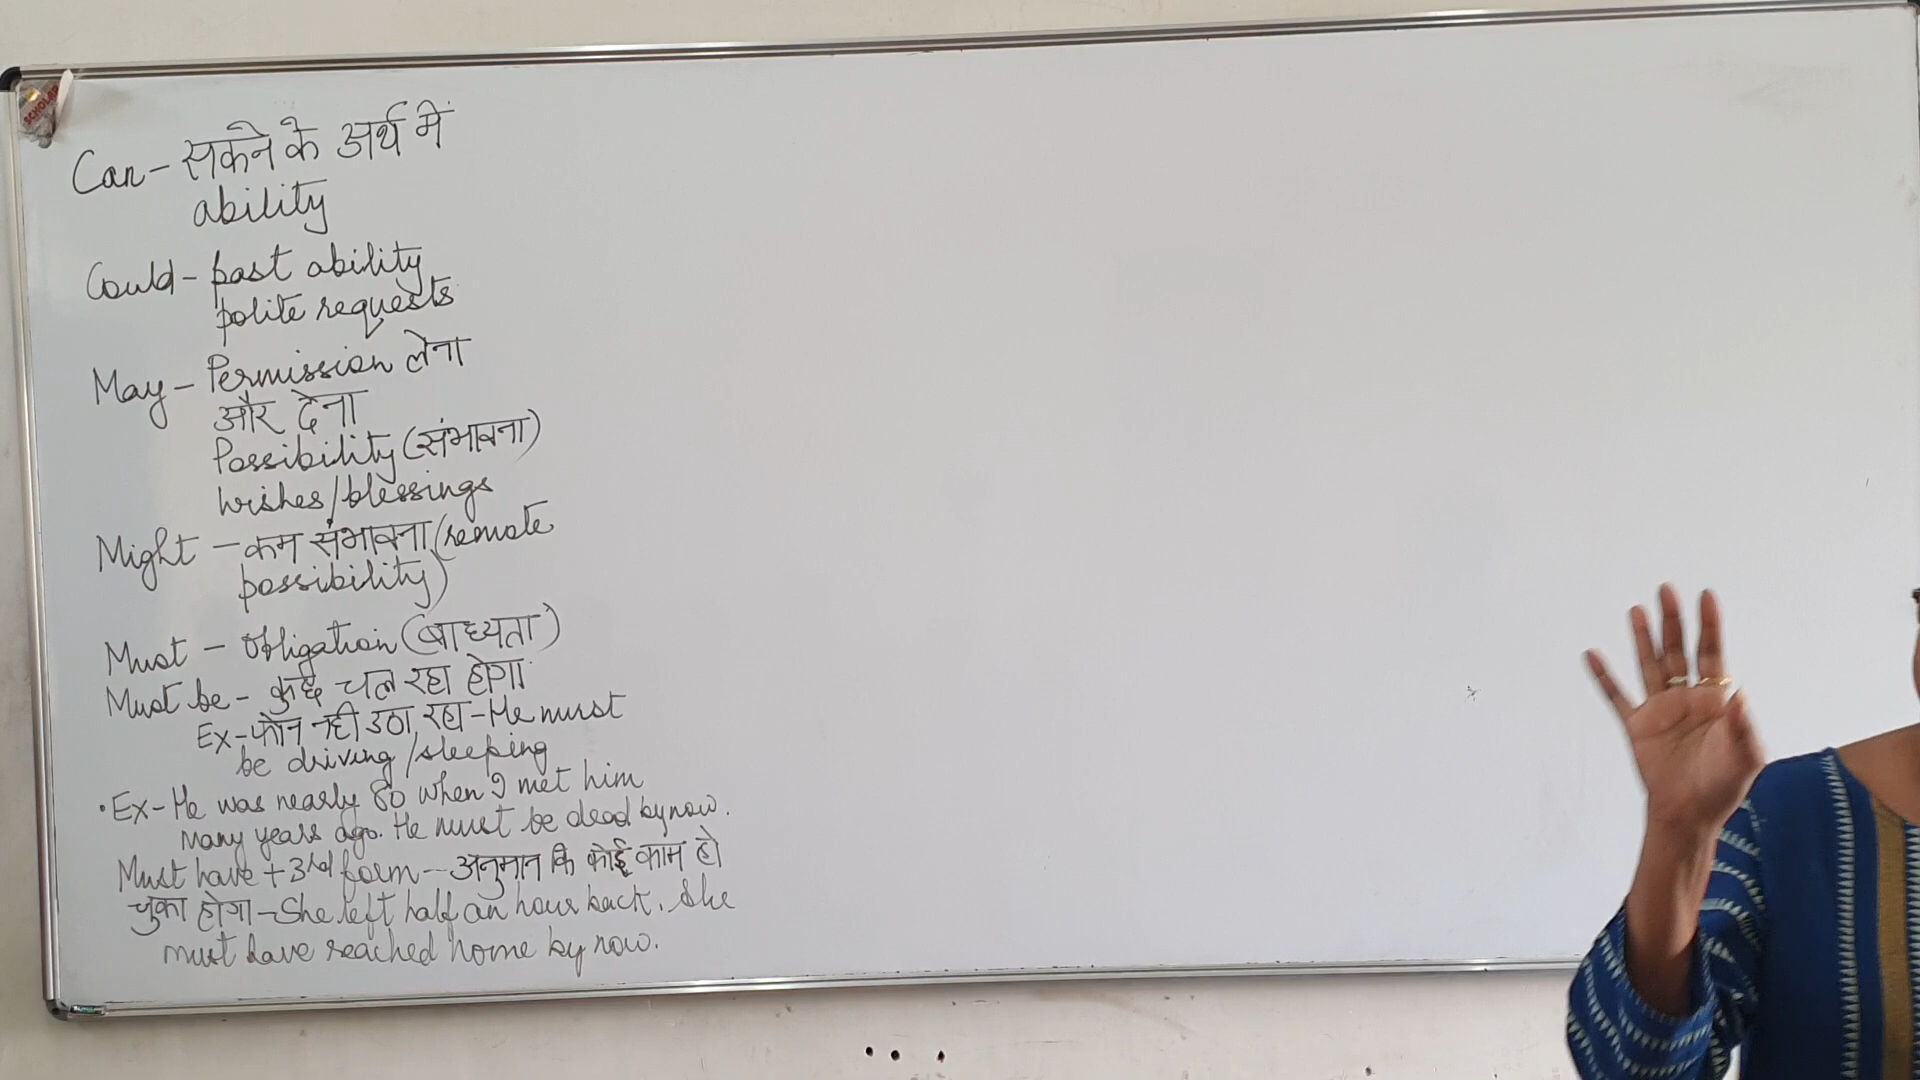 SCHOLAR
Can - सकने के अर्थ में
ability
Could - past ability
polite requests
May - Permission लेना
और देना
Possibility (संभावना)
wishes/blessings
Might - कम संभावना (remote
possibility)
Must - Obligation (बाध्यता)
Must be - कुछ चल रहा होगा
Ex - फोन नही उठा रहा - He must
be driving/sleeping
• Ex - He was nearly 80 when I met him
many years ago. He must be dead by now.
Must have + 3rd form -- अनुमान कि कोई काम हो
चुका होगा - She left half an hour back. She
must have reached home by now.